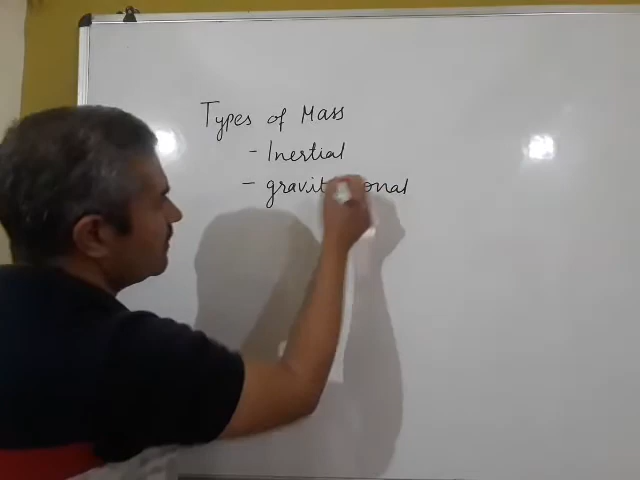 Types of Mass
- Inertial
- gravitational